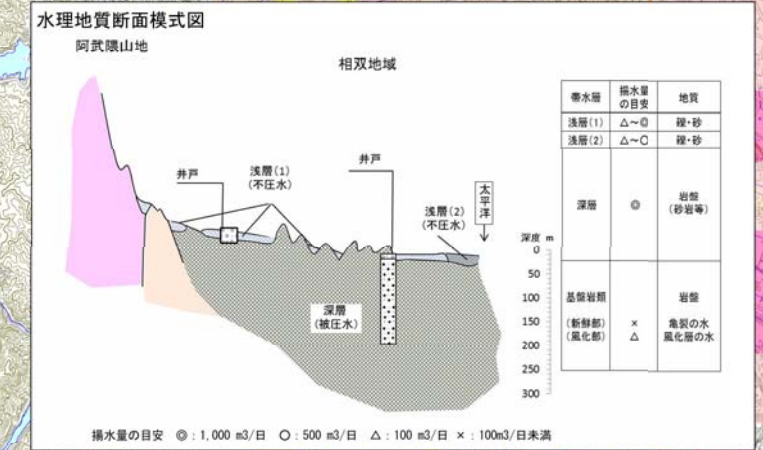 水理地質断面模式図
阿武隈山地
相双地域
井戸
浅層(1)
(不圧水)
井戸
浅層(2)
(不圧水)
太平洋
深層
(被圧水)
深度 m
0
50
100
150
200
250
300
帯水層 揚水量の目安 地質
浅層(1) △～◎ 礫・砂
浅層(2) △～○ 礫・砂
深層 ◎ 岩盤
(砂岩等)
基盤岩類 岩盤
(新鮮部) × 亀裂の水
(風化部) △ 風化層の水
揚水量の目安 ◎：1,000 m3/日 ○：500 m3/日 △：100 m3/日 ×：100m3/日未満